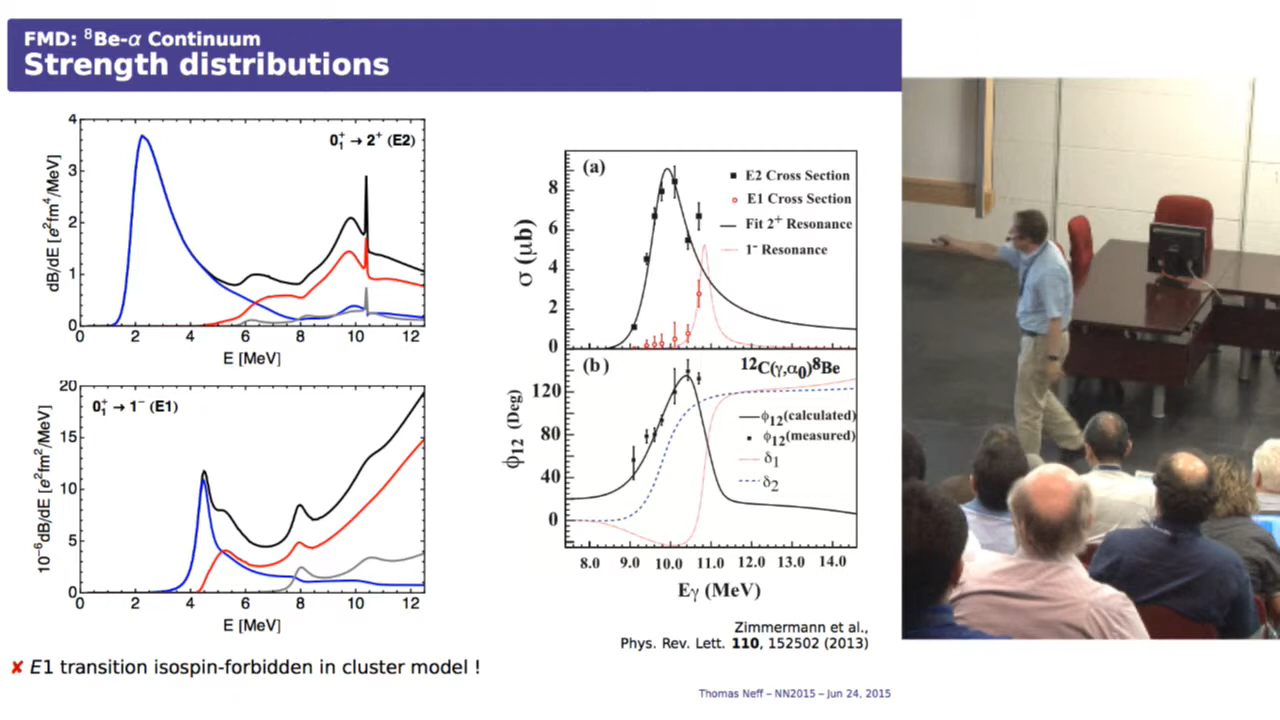 FMD: ⁸Be-α Continuum
Strength distributions
0₁⁺ → 2⁺ (E2)
dB/dE [e²fm⁴/MeV]
4
3
2
1
0
0 2 4 6 8 10 12
E [MeV]
0₁⁺ → 1⁻ (E1)
10⁻⁶dB/dE [e²fm²/MeV]
20
15
10
5
0
0 2 4 6 8 10 12
E [MeV]
(a)
E2 Cross Section
E1 Cross Section
Fit 2⁺ Resonance
1⁻ Resonance
σ (μb)
8
6
4
2
0
(b)
¹²C(γ,α₀)⁸Be
ϕ₁₂(calculated)
ϕ₁₂(measured)
δ₁
δ₂
ϕ₁₂ (Deg)
120
80
40
0
8.0 9.0 10.0 11.0 12.0 13.0 14.0
Eγ (MeV)
Zimmermann et al.,
Phys. Rev. Lett. 110, 152502 (2013)
✘ E1 transition isospin-forbidden in cluster model !
Thomas Neff – NN2015 – Jun 24, 2015